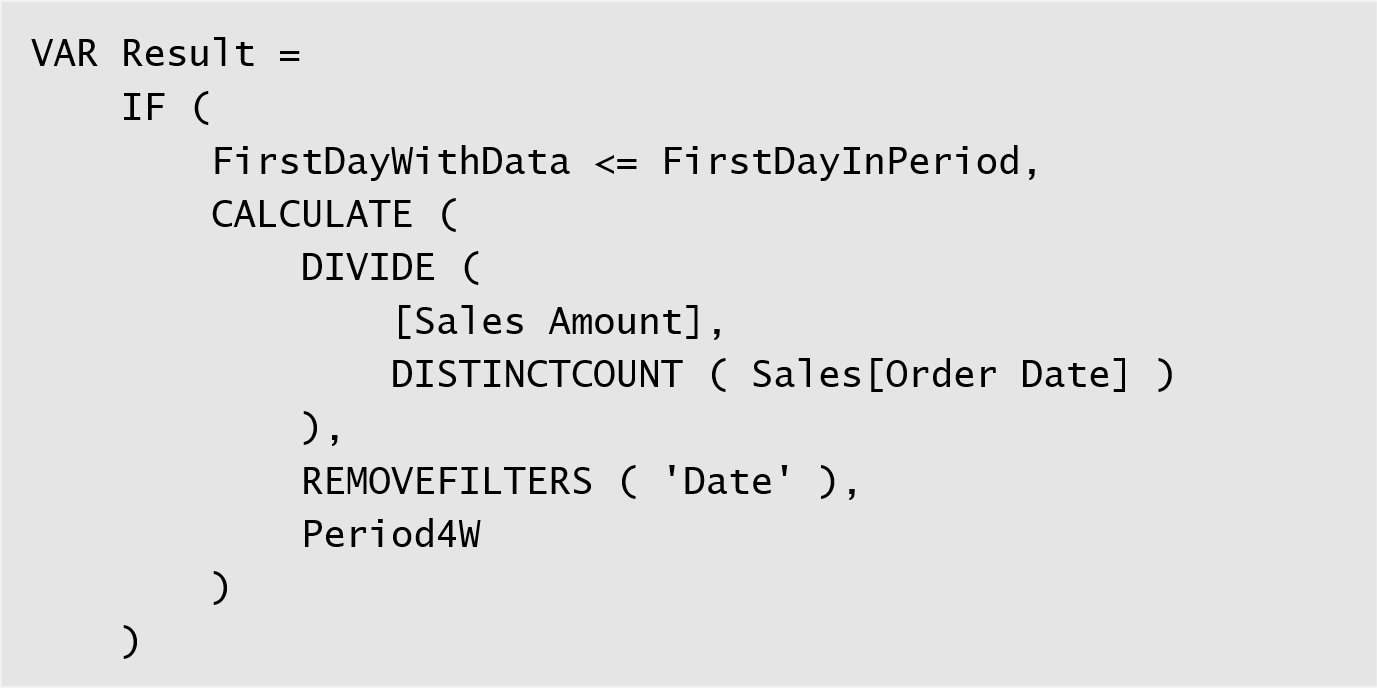 VAR Result =
    IF (
        FirstDayWithData <= FirstDayInPeriod,
        CALCULATE (
            DIVIDE (
                [Sales Amount],
                DISTINCTCOUNT ( Sales[Order Date] )
            ),
            REMOVEFILTERS ( 'Date' ),
            Period4W
        )
    )